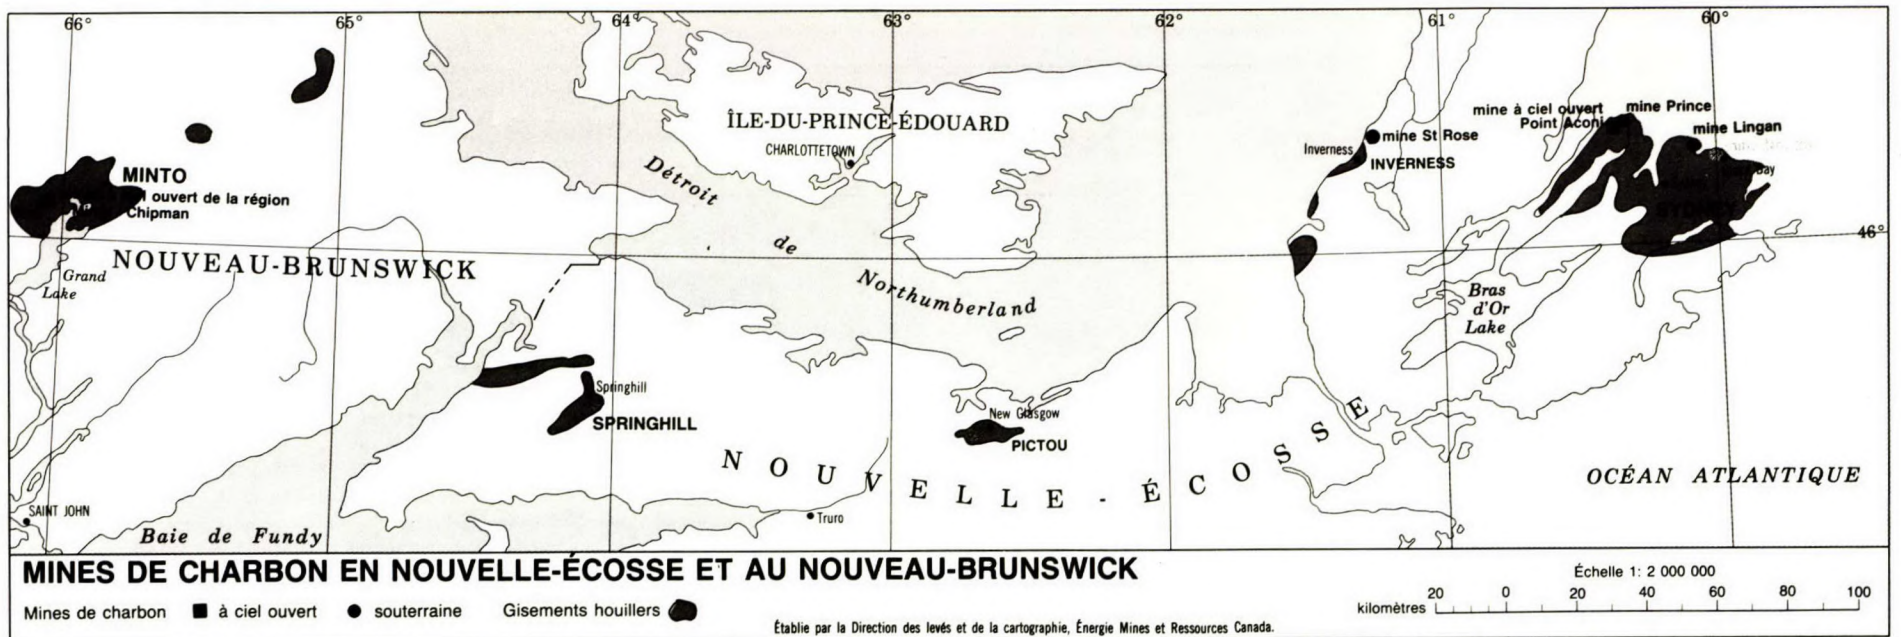 66° 65° 64° 63° 62° 61° 60°
mine à ciel ouvert
Point Aconi
mine Prince
mine Lingan
ÎLE-DU-PRINCE-ÉDOUARD
CHARLOTTETOWN
mine St Rose
Inverness
INVERNESS
MINTO
ouvert de la région
Chipman
SYDNEY
46°
Détroit
de
Northumberland
NOUVEAU-BRUNSWICK
Grand
Lake
Bras
d'Or
Lake
Springhill
SPRINGHILL
New Glasgow
PICTOU
NOUVELLE-ÉCOSSE
OCÉAN ATLANTIQUE
SAINT JOHN
Truro
Baie de Fundy
MINES DE CHARBON EN NOUVELLE-ÉCOSSE ET AU NOUVEAU-BRUNSWICK
Mines de charbon à ciel ouvert souterraine Gisements houillers
Échelle 1: 2 000 000
kilomètres 20 0 20 40 60 80 100
Établie par la Direction des levés et de la cartographie, Énergie Mines et Ressources Canada.